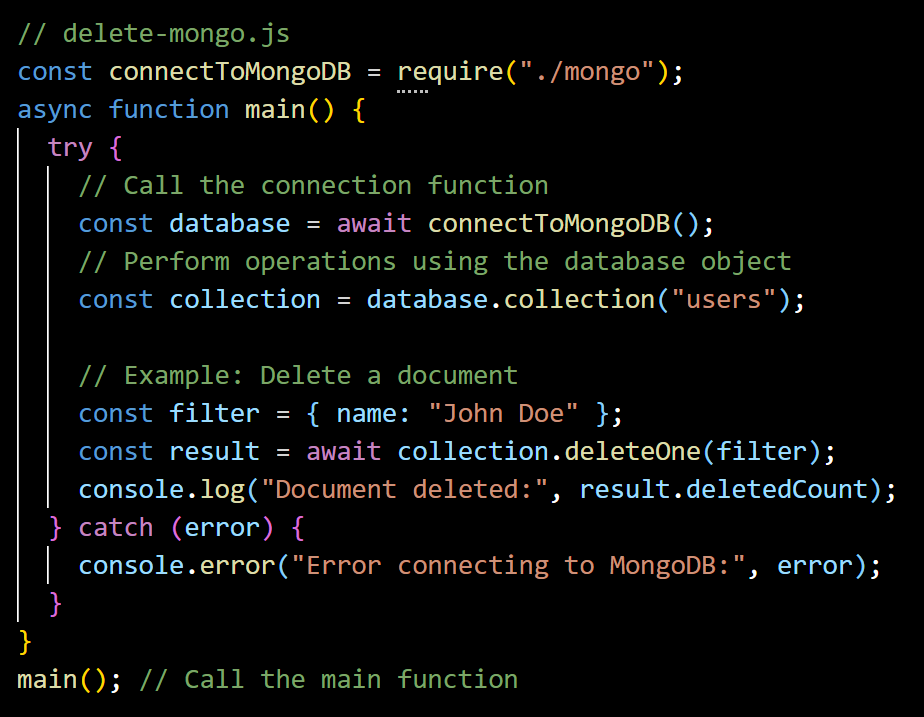 // delete-mongo.js
const connectToMongoDB = require("./mongo");
async function main() {
  try {
    // Call the connection function
    const database = await connectToMongoDB();
    // Perform operations using the database object
    const collection = database.collection("users");

    // Example: Delete a document
    const filter = { name: "John Doe" };
    const result = await collection.deleteOne(filter);
    console.log("Document deleted:", result.deletedCount);
  } catch (error) {
    console.error("Error connecting to MongoDB:", error);
  }
}
main(); // Call the main function